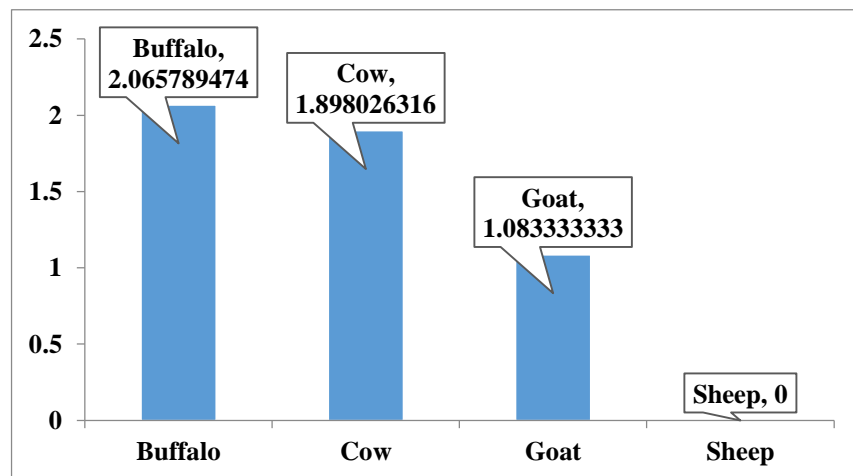 2.5
2
1.5
1
0.5
0
Buffalo,
2.065789474
Cow,
1.898026316
Goat,
1.083333333
Sheep, 0
Buffalo
Cow
Goat
Sheep